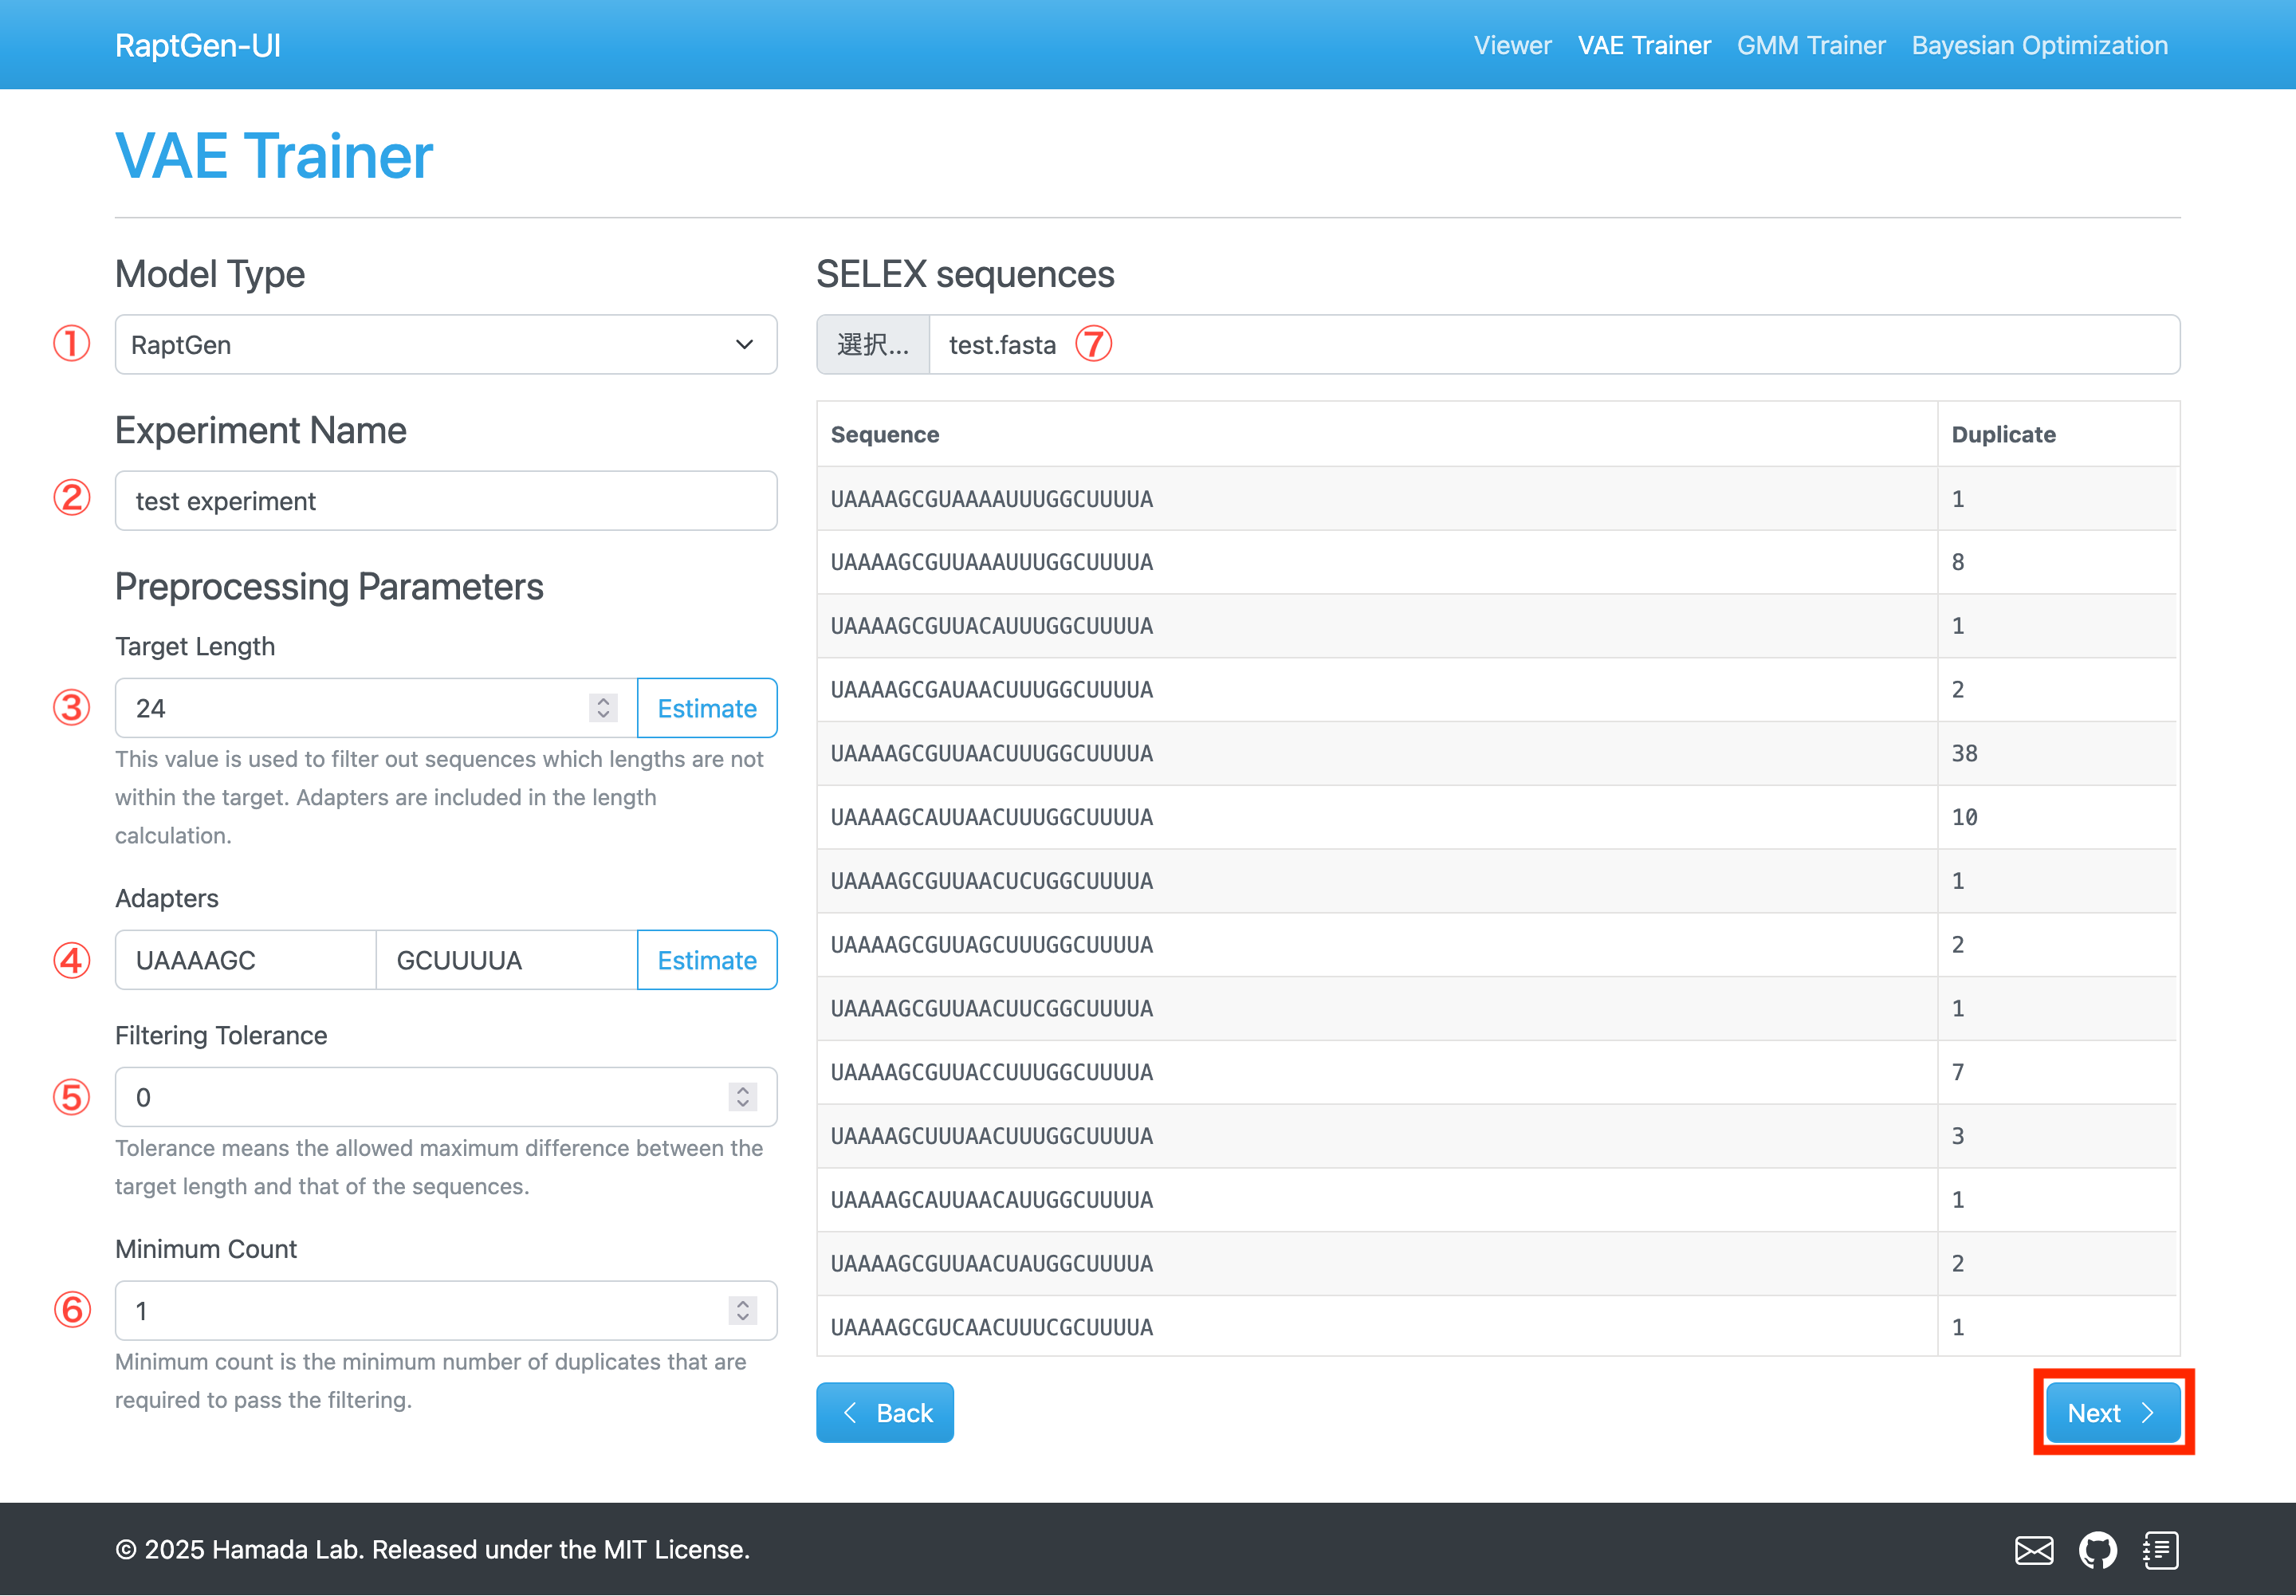 RaptGen-UI
Viewer VAE Trainer GMM Trainer Bayesian Optimization
VAE Trainer
Model Type
① RaptGen
Experiment Name
② test experiment
Preprocessing Parameters
Target Length
③ 24 Estimate
This value is used to filter out sequences which lengths are not
within the target. Adapters are included in the length
calculation.
Adapters
④ UAAAAGC GCUUUUA Estimate
Filtering Tolerance
⑤ 0
Tolerance means the allowed maximum difference between the
target length and that of the sequences.
Minimum Count
⑥ 1
Minimum count is the minimum number of duplicates that are
required to pass the filtering.
SELEX sequences
選択... test.fasta ⑦
Sequence Duplicate
UAAAAGCGUAAAAUUUGGCUUUUA 1
UAAAAGCGUUAAAUUUGGCUUUUA 8
UAAAAGCGUUACAUUUGGCUUUUA 1
UAAAAGCGAUAACUUUGGCUUUUA 2
UAAAAGCGUUAACUUUGGCUUUUA 38
UAAAAGCAUUAACUUUGGCUUUUA 10
UAAAAGCGUUAACUCUGGCUUUUA 1
UAAAAGCGUUAGCUUUGGCUUUUA 2
UAAAAGCGUUAACUUCGGCUUUUA 1
UAAAAGCGUUACCUUUGGCUUUUA 7
UAAAAGCUUUAACUUUGGCUUUUA 3
UAAAAGCAUUAACAUUGGCUUUUA 1
UAAAAGCGUUAACUAUGGCUUUUA 2
UAAAAGCGUCAACUUUCGCUUUUA 1
Back Next
© 2025 Hamada Lab. Released under the MIT License.